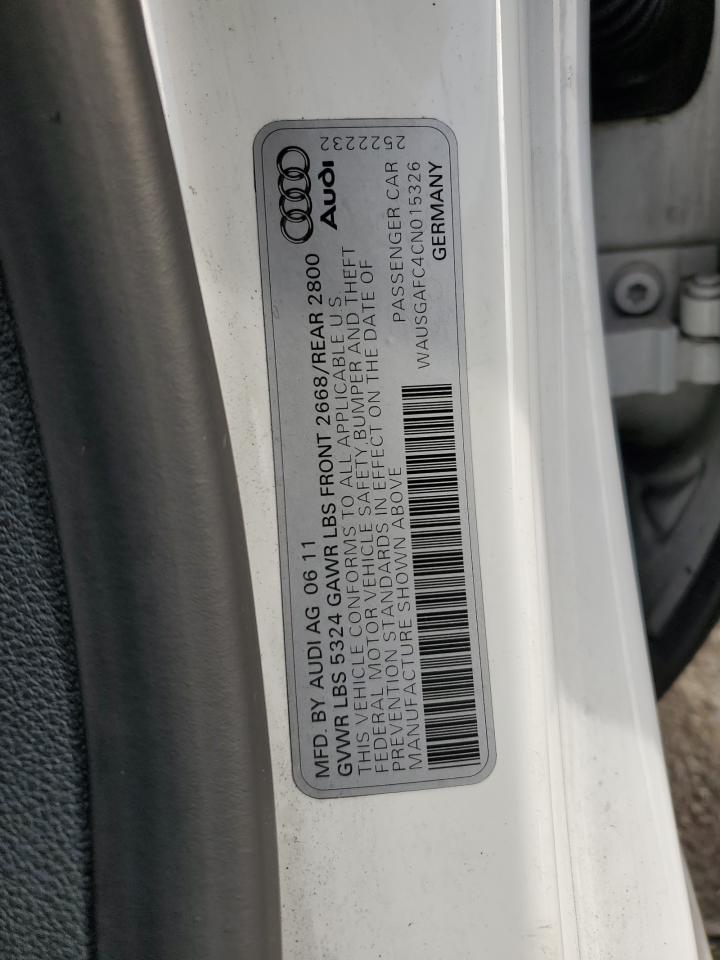 MFD. BY AUDI AG 06 11
GVWR LBS 5324 GAWR LBS FRONT 2668/REAR 2800
THIS VEHICLE CONFORMS TO ALL APPLICABLE U.S.
FEDERAL MOTOR VEHICLE SAFETY, BUMPER AND THEFT
PREVENTION STANDARDS IN EFFECT ON THE DATE OF
MANUFACTURE SHOWN ABOVE
PASSENGER CAR
WAUSGAFC4CN015326
GERMANY
Audi
252232